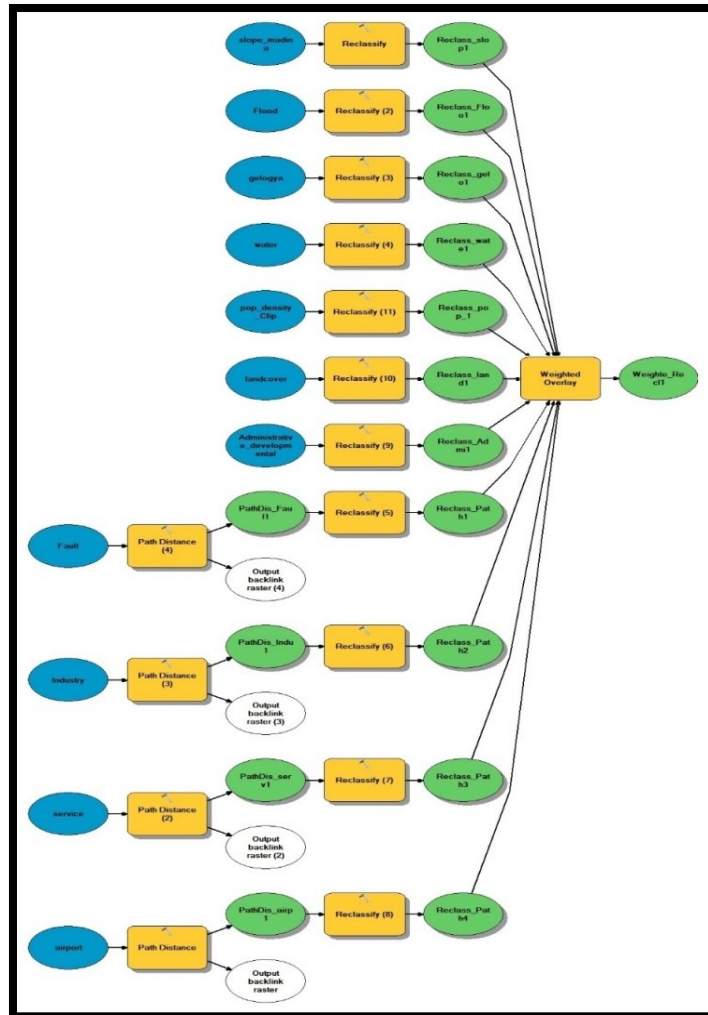 slope_madin
a
Reclassify
Reclass_slo
p1
Flood
Reclassify (2)
Reclass_Flo
o1
gelogyn
Reclassify (3)
Reclass_gel
o1
water
Reclassify (4)
Reclass_wat
e1
pop_density
_Clip
Reclassify (11)
Reclass_po
p_1
landcover
Reclassify (10)
Reclass_lan
d1
Weighted
Overlay
Weighte_Re
cl1
Administrativ
e_developm
ental
Reclassify (9)
Reclass_Ad
mi1
Fault
Path Distance
(4)
PathDis_Fau
l1
Reclassify (5)
Reclass_Pat
h1
Output
backlink
raster (4)
Industry
Path Distance
(3)
PathDis_Indu
1
Reclassify (6)
Reclass_Pat
h2
Output
backlink
raster (3)
service
Path Distance
(2)
PathDis_ser
v1
Reclassify (7)
Reclass_Pat
h3
Output
backlink
raster (2)
airport
Path Distance
PathDis_airp
1
Reclassify (8)
Reclass_Pat
h4
Output
backlink
raster